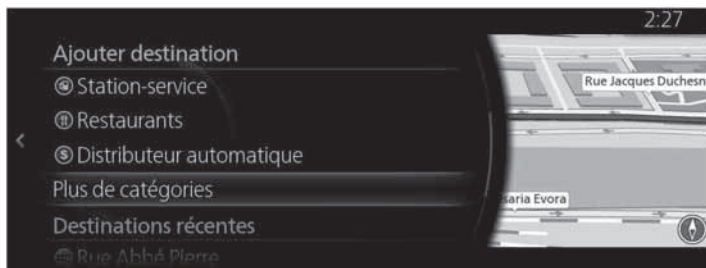 2:27
Ajouter destination
Station-service
Restaurants
Distributeur automatique
Plus de catégories
Destinations récentes
Rue Abbé Pierre
Rue Jacques Duchesn
saria Evora